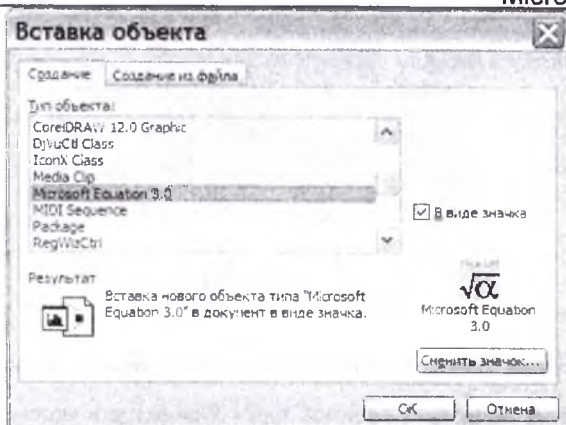 Micro
Вставка объекта
Создание Создание из файла
Тип объекта:
CorelDRAW 12.0 Graphic
DjVuCtl Class
IconX Class
Media Clip
Microsoft Equation 3.0
MIDI Sequence
Package
RegWizCtrl
В виде значка
Результат
Вставка нового объекта типа "Microsoft
Equation 3.0" в документ в виде значка.
√α
Microsoft Equation
3.0
Сменить значок...
OK Отмена